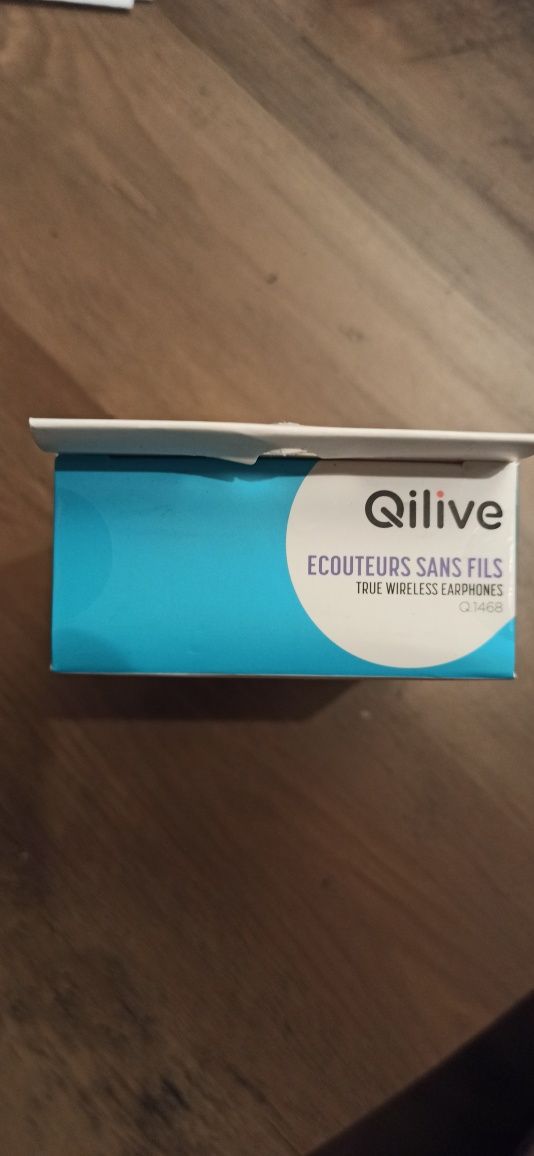 Qilive
ECOUTEURS SANS FILS
TRUE WIRELESS EARPHONES
Q.1468